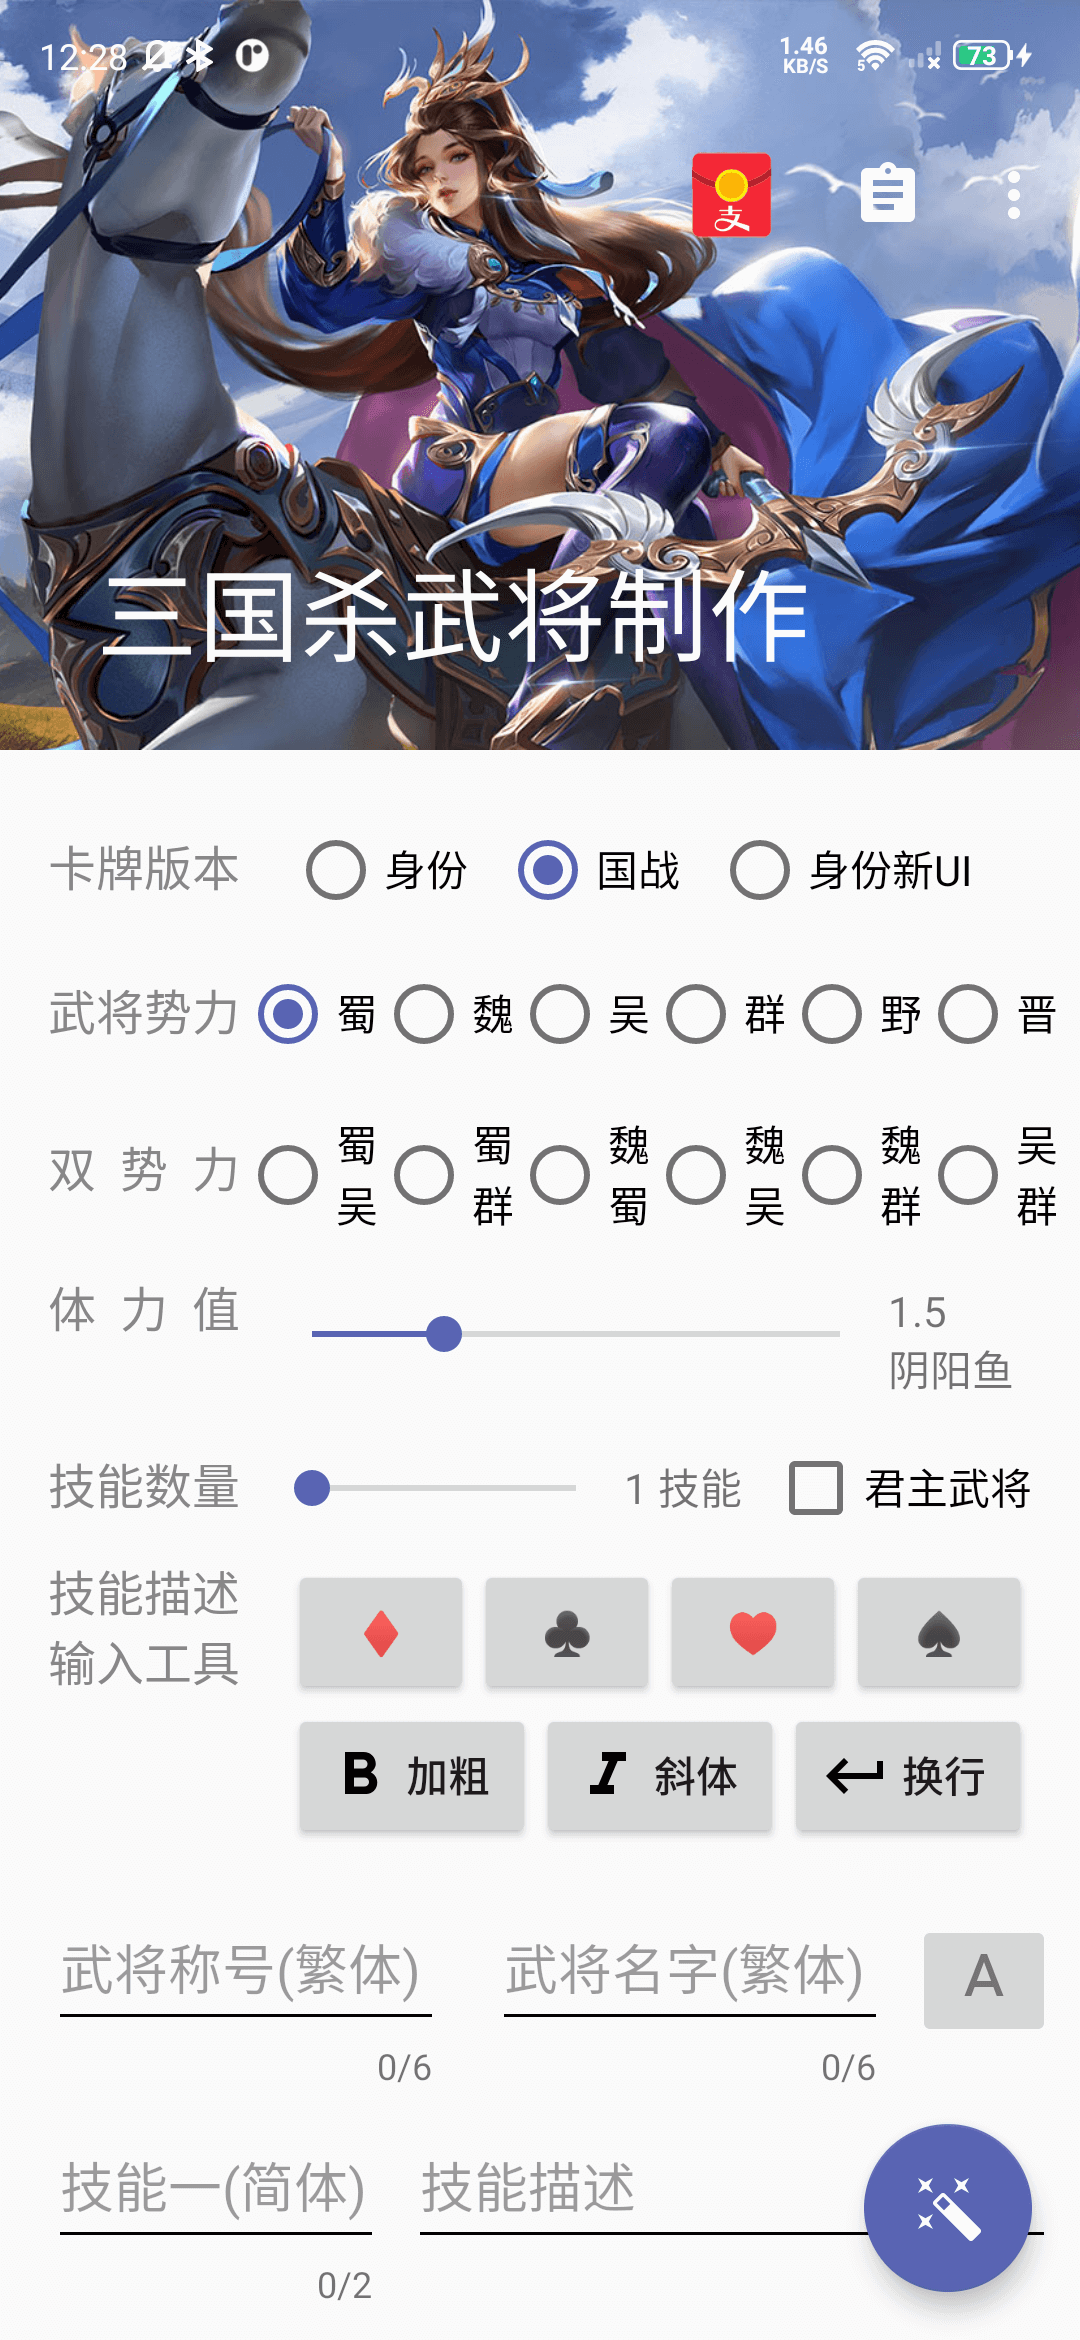 12:28
1.46
KB/S
5
73
支
三国杀武将制作
卡牌版本 身份 国战 身份新UI
武将势力 蜀 魏 吴 群 野 晋
双势力 蜀吴 蜀群 魏蜀 魏吴 魏群 吴群
体力值 1.5
阴阳鱼
技能数量 1 技能 君主武将
技能描述
输入工具
B 加粗 I 斜体 换行
武将称号(繁体) 武将名字(繁体) A
0/6 0/6
技能一(简体) 技能描述
0/2